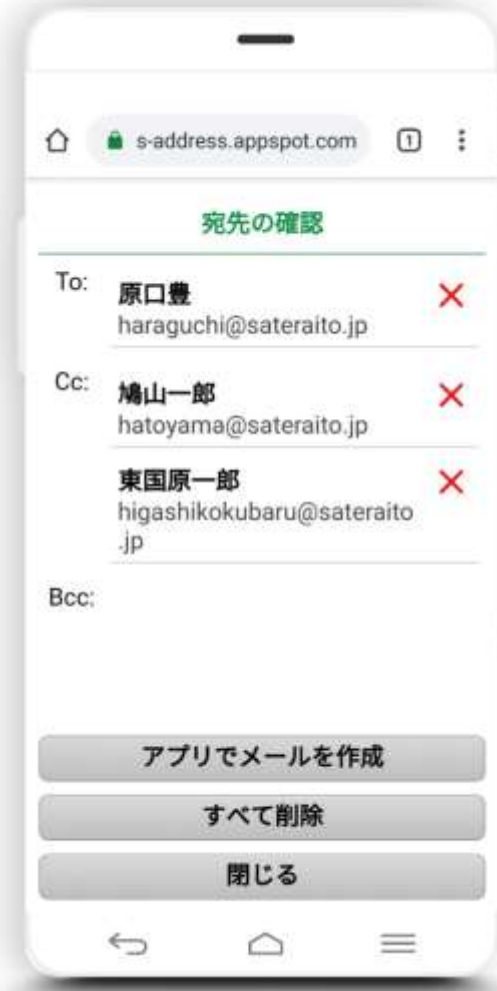 s-address.appspot.com 1
宛先の確認
To: 原口豊
haraguchi@sateraito.jp
Cc: 鳩山一郎
hatoyama@sateraito.jp
東国原一郎
higashikokubaru@sateraito
.jp
Bcc:
アプリでメールを作成
すべて削除
閉じる